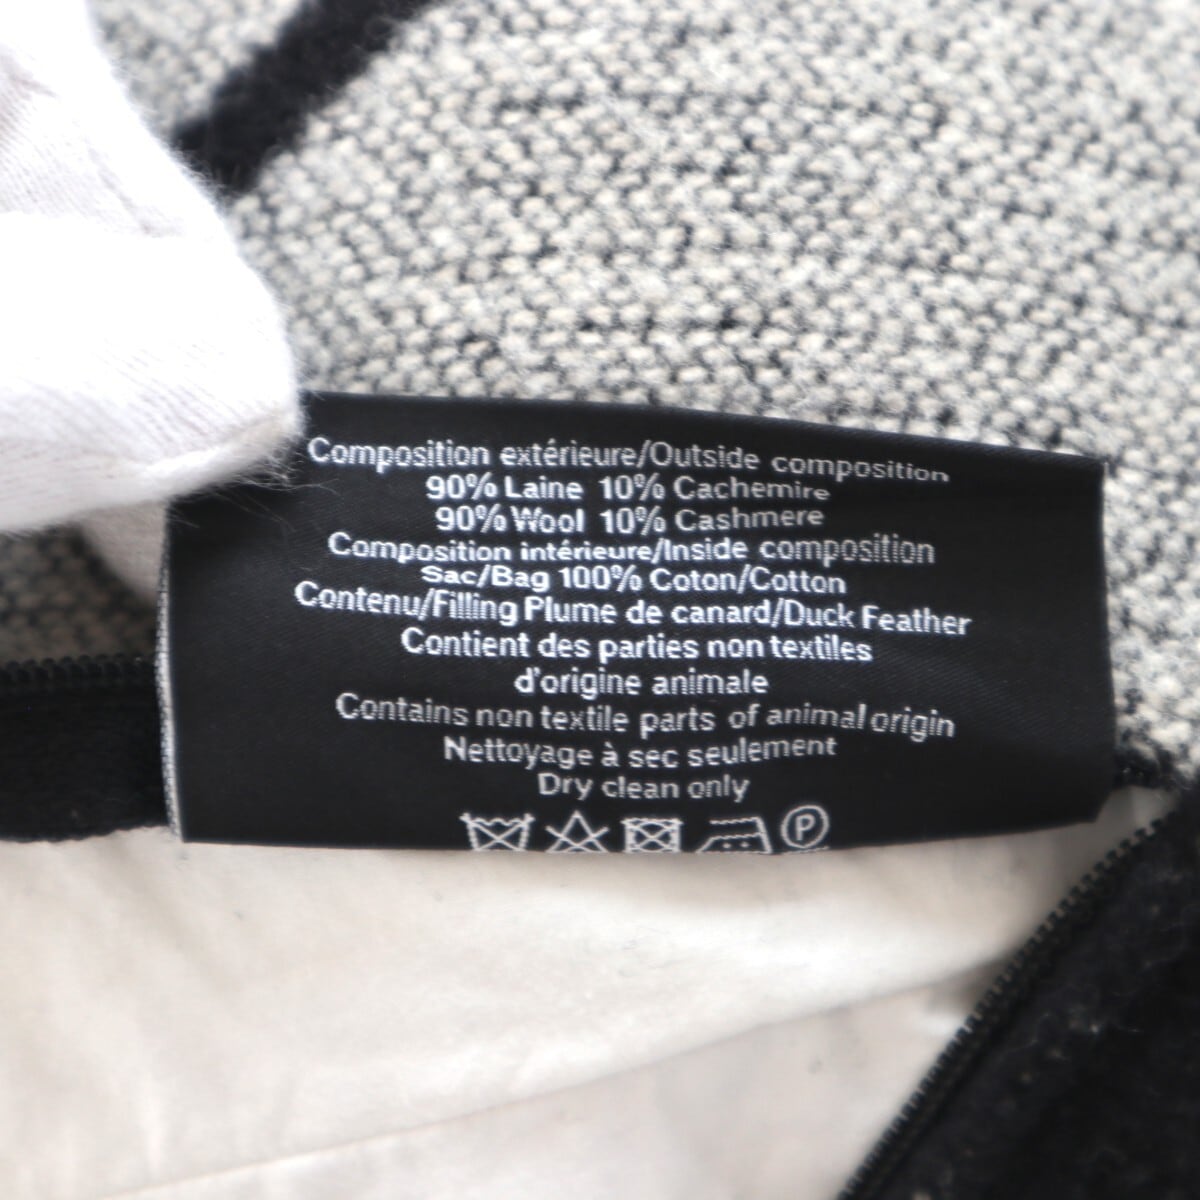 Composition extérieure/Outside composition
90% Laine 10% Cachemire
90% Wool 10% Cashmere
Composition intérieure/Inside composition
Sac/Bag 100% Coton/Cotton
Contenu/Filling Plume de canard/Duck Feather
Contient des parties non textiles
d'origine animale
Contains non textile parts of animal origin
Nettoyage à sec seulement
Dry clean only
P